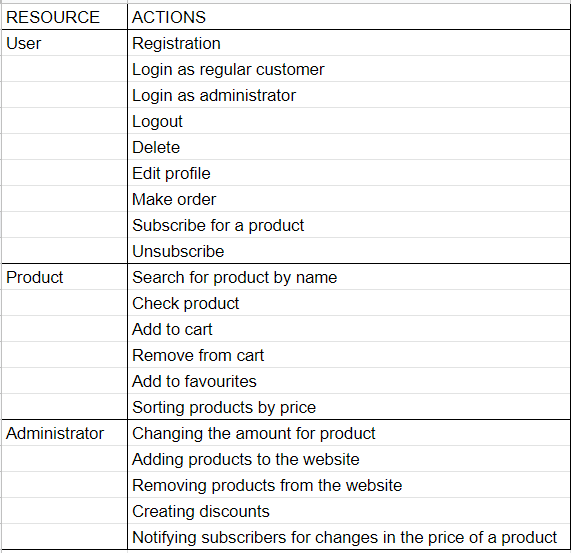 RESOURCE ACTIONS
User Registration
Login as regular customer
Login as administrator
Logout
Delete
Edit profile
Make order
Subscribe for a product
Unsubscribe
Product Search for product by name
Check product
Add to cart
Remove from cart
Add to favourites
Sorting products by price
Administrator Changing the amount for product
Adding products to the website
Removing products from the website
Creating discounts
Notifying subscribers for changes in the price of a product